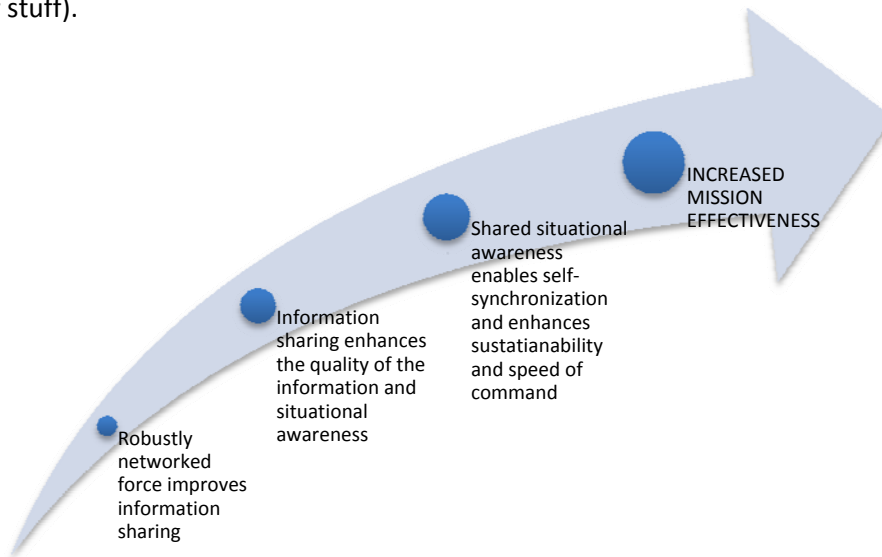 stuff).
INCREASED
MISSION
EFFECTIVENESS
Shared situational
awareness
enables self-
synchronization
and enhances
sustatianability
and speed of
command
Information
sharing enhances
the quality of the
information and
situational
awareness
Robustly
networked
force improves
information
sharing